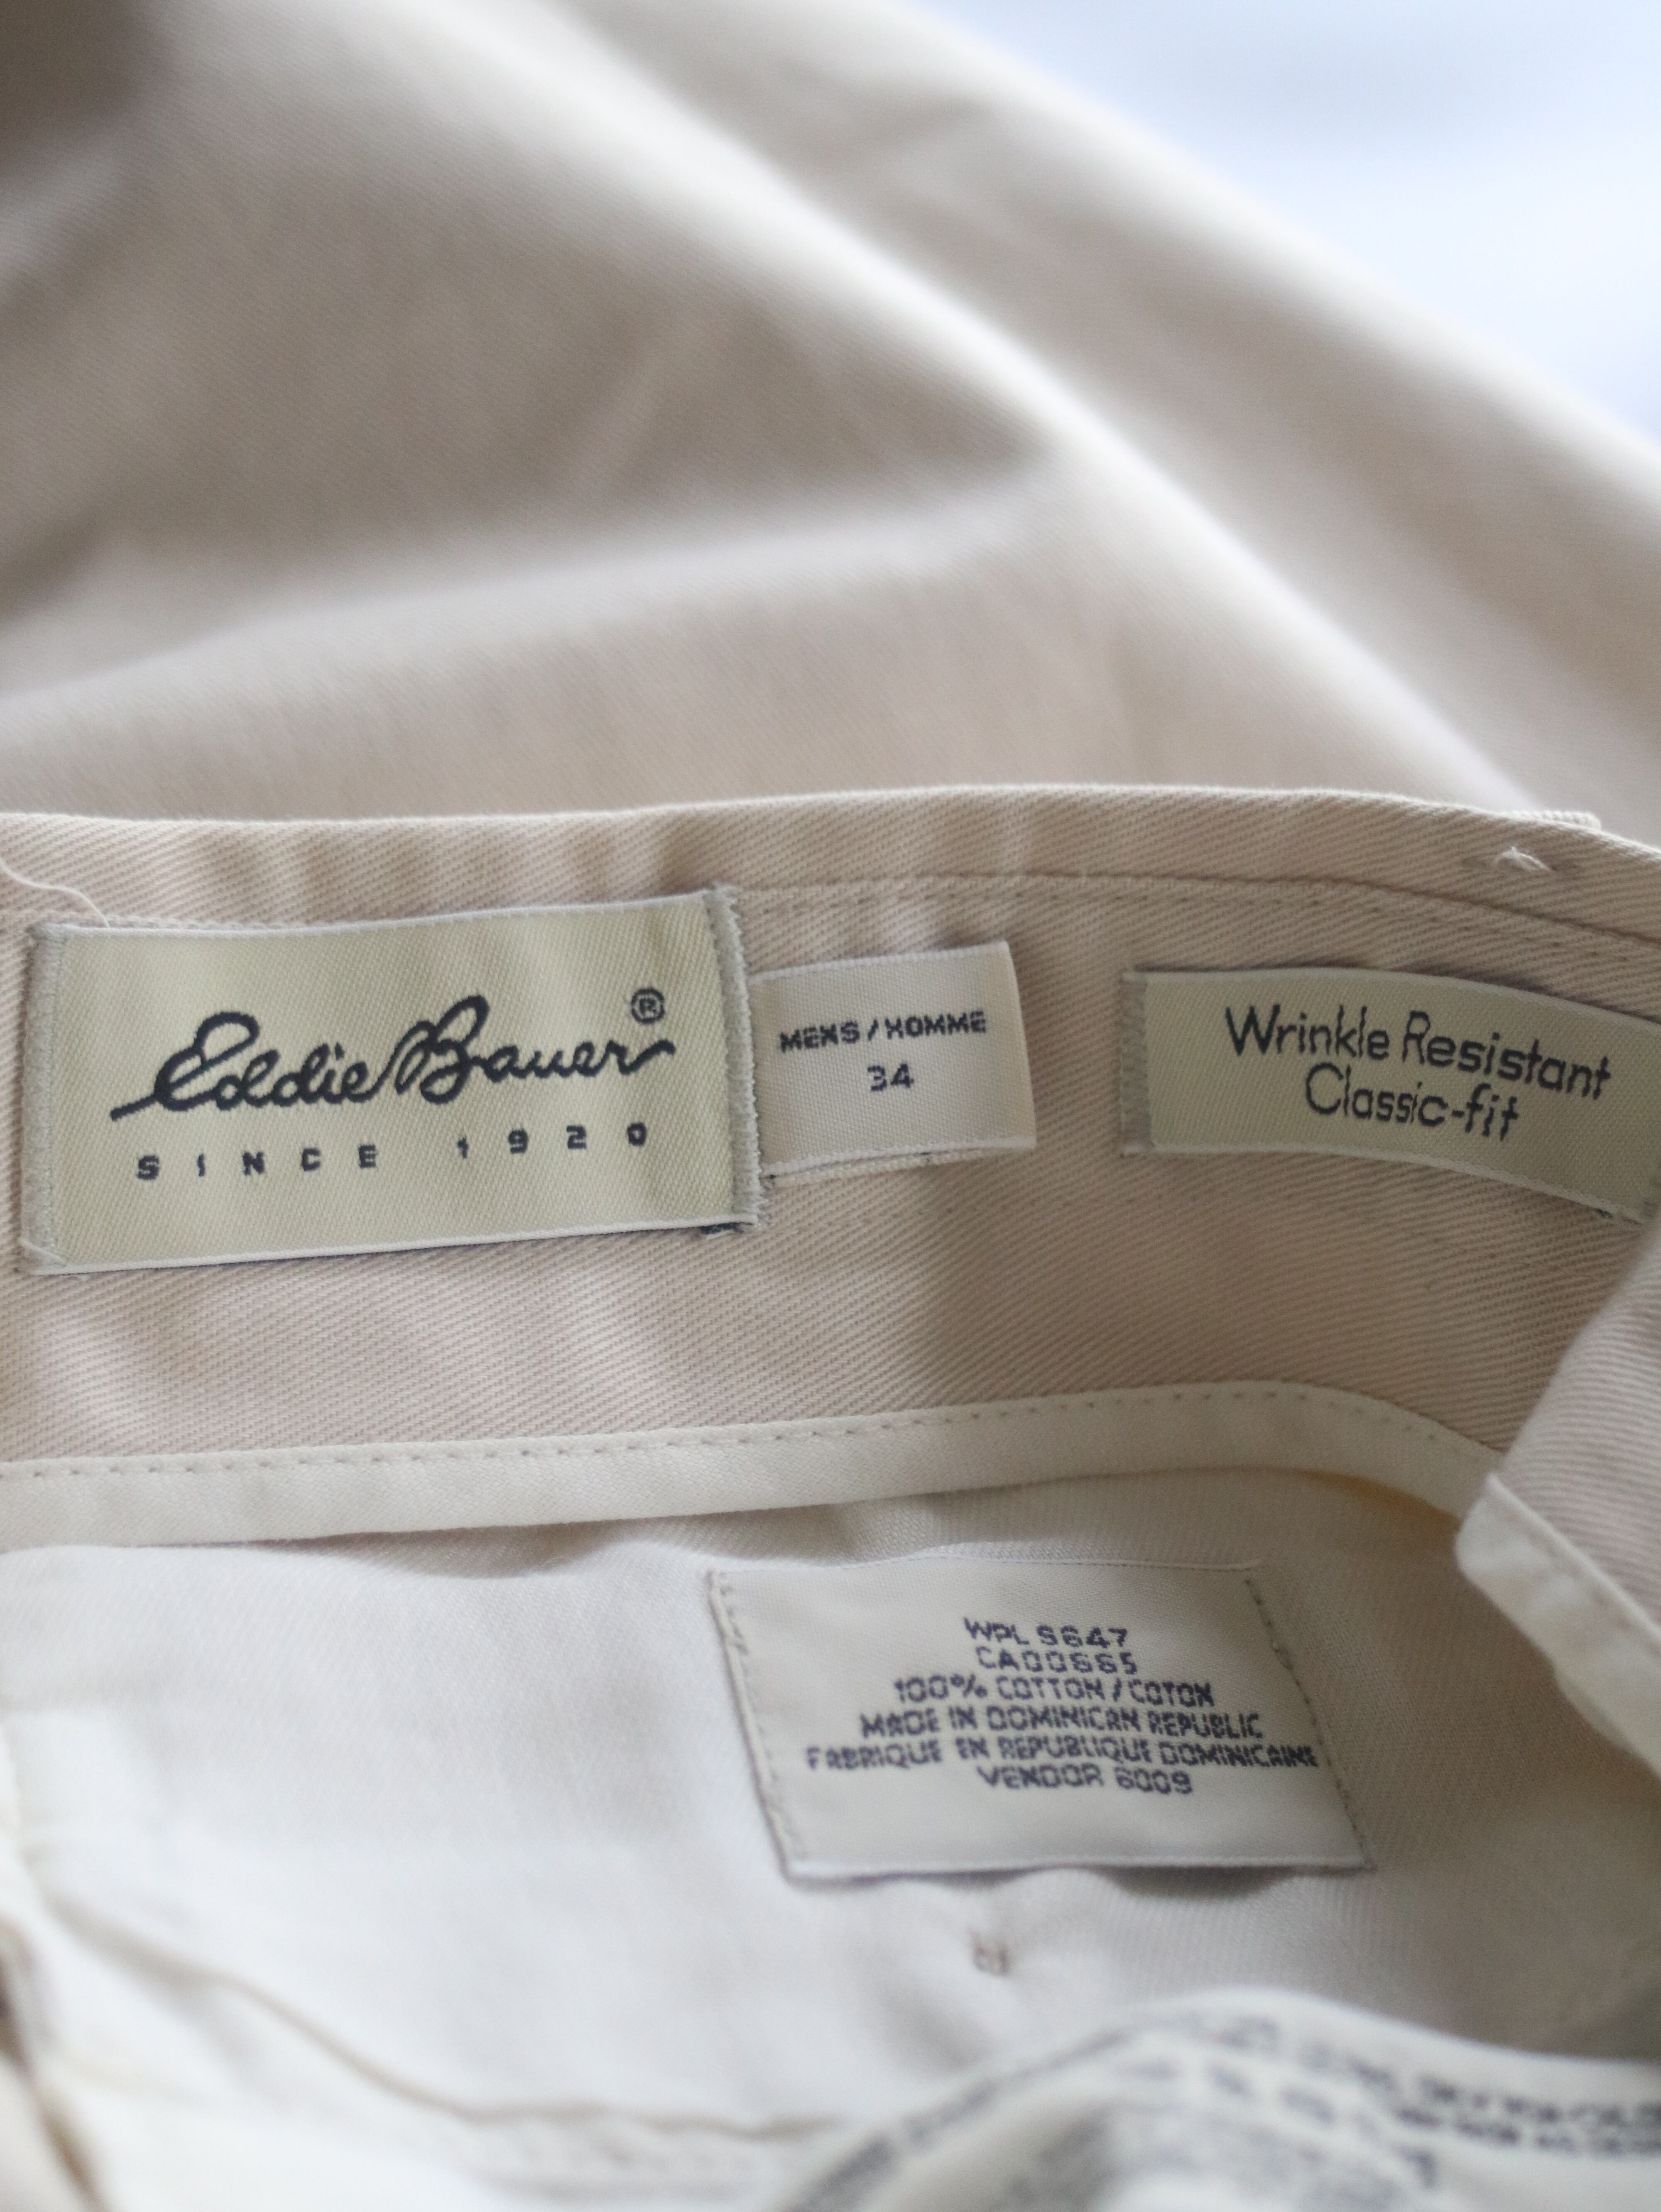 Eddie Bauer®
SINCE 1920
MENS/HOMME
34
Wrinkle Resistant
Classic-fit
WPL 9647
CA00665
100% COTTON/COTON
MADE IN DOMINICAN REPUBLIC
FABRIQUE EN REPUBLIQUE DOMINICAINE
VENDOR 6009